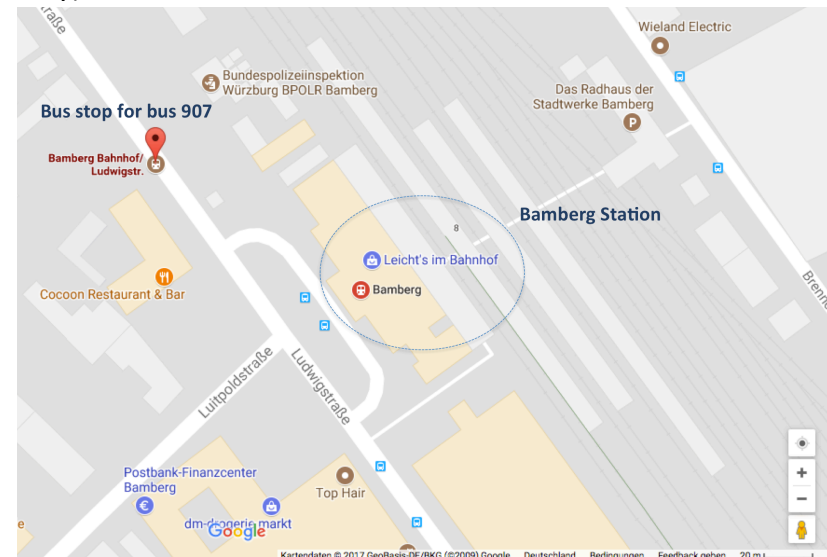 raße
Wieland Electric
Bundespolizeiinspektion
Würzburg BPOLR Bamberg
Das Radhaus der
Stadtwerke Bamberg
P
Bus stop for bus 907
Bamberg Bahnhof/
Ludwigstr.
Bamberg Station
8
Leicht's im Bahnhof
Bamberg
Cocoon Restaurant & Bar
Brenne
Luitpoldstraße
Ludwigstraße
Postbank-Finanzcenter
Bamberg
€
Top Hair
dm-drogerie markt
Google
e
+
−
Kartendaten © 2017 GeoBasis-DE/BKG (©2009) Google Deutschland Bedingungen Feedback geben 20 m